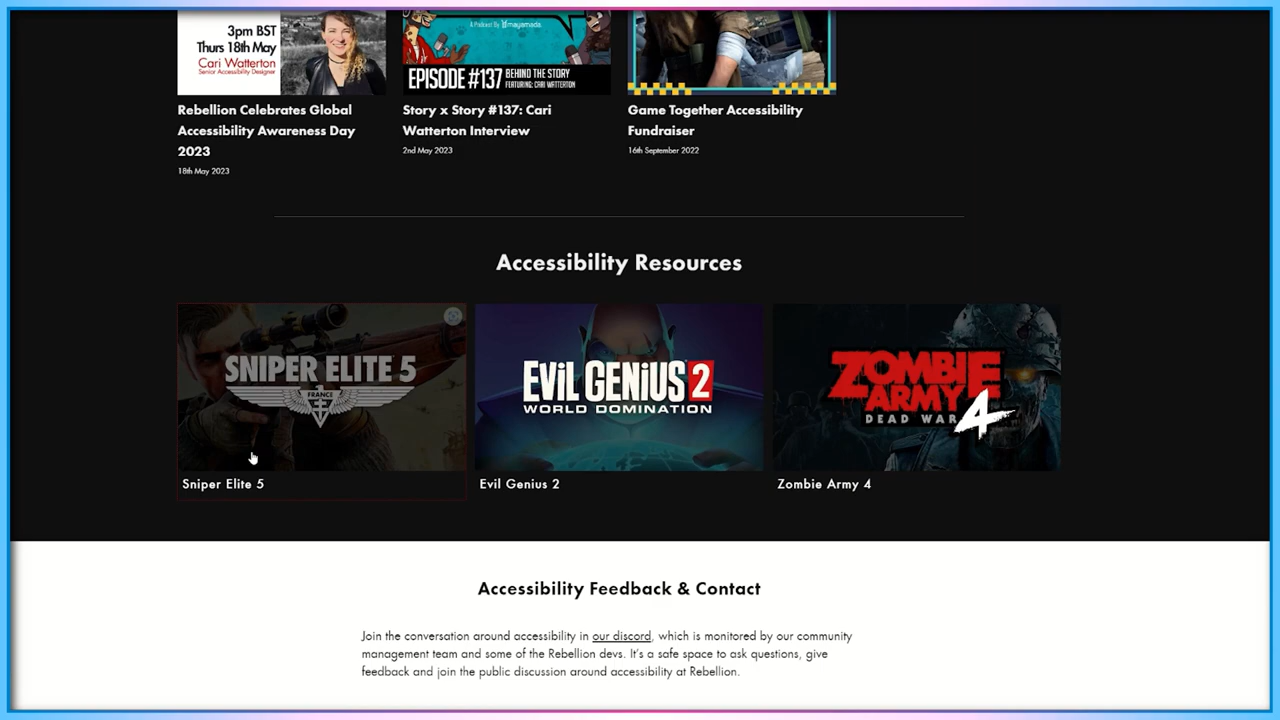 3pm BST
Thurs 18th May
Cari Watterton
Senior Accessibility Designer
Rebellion Celebrates Global
Accessibility Awareness Day
2023
18th May 2023
A Podcast By mayamada
EPISODE #137 BEHIND THE STORY
FEATURING: CARI WATTERTON
Story x Story #137: Cari
Watterton Interview
2nd May 2023
Game Together Accessibility
Fundraiser
16th September 2022
Accessibility Resources
SNIPER ELITE 5
FRANCE
Sniper Elite 5
EVIL GENIUS 2
WORLD DOMINATION
Evil Genius 2
ZOMBIE
ARMY 4
DEAD WAR
Zombie Army 4
Accessibility Feedback & Contact
Join the conversation around accessibility in our discord, which is monitored by our community
management team and some of the Rebellion devs. It's a safe space to ask questions, give
feedback and join the public discussion around accessibility at Rebellion.